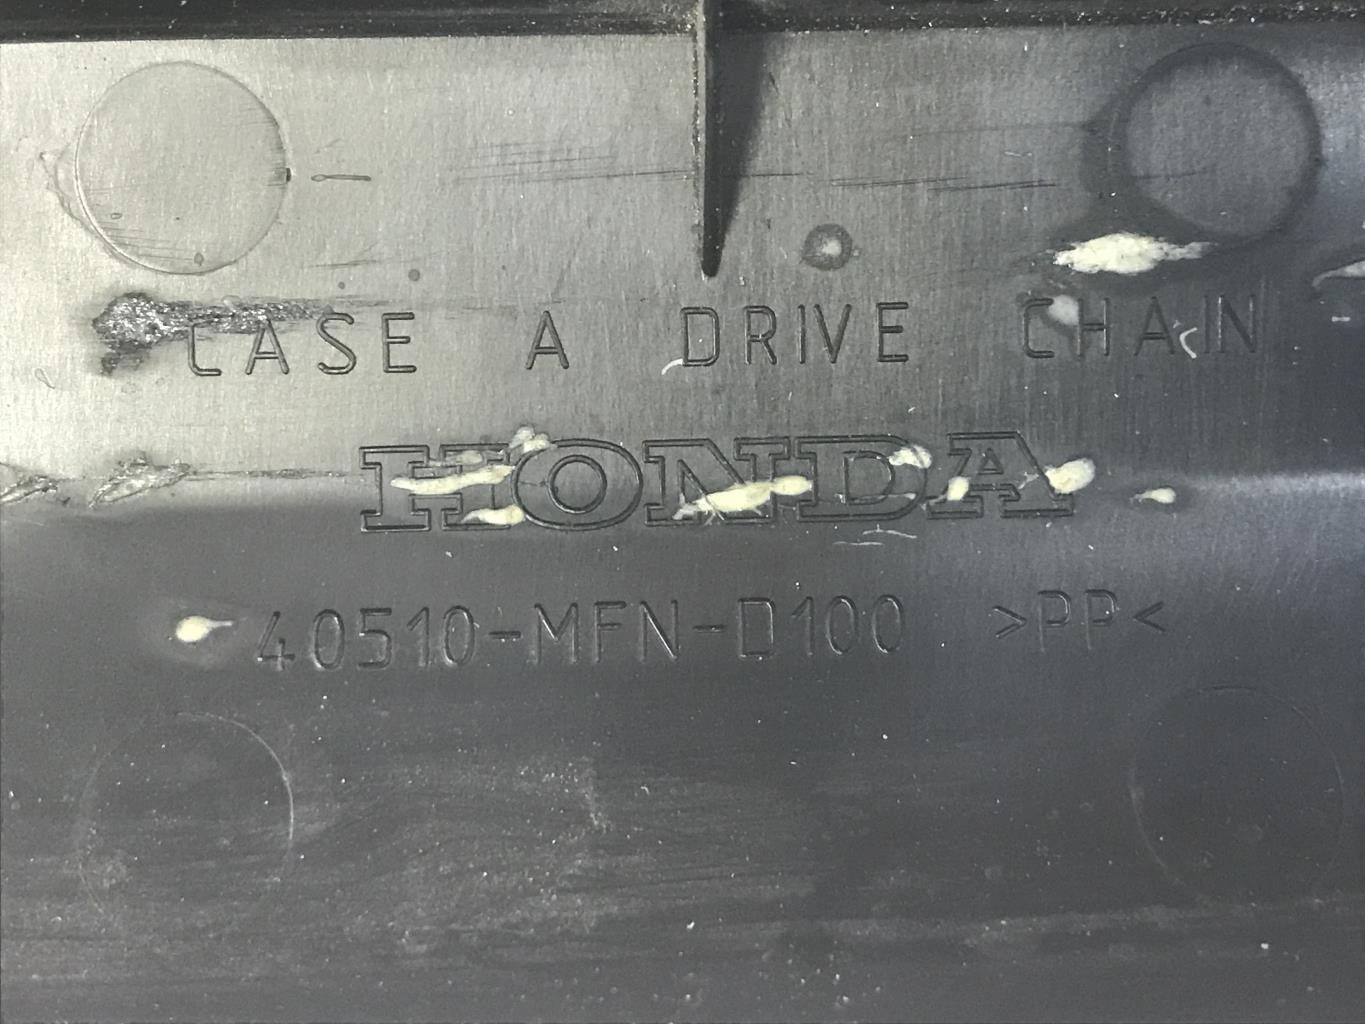 CASE A DRIVE CHAIN
HONDA
40510-MFN-D100 >PP<